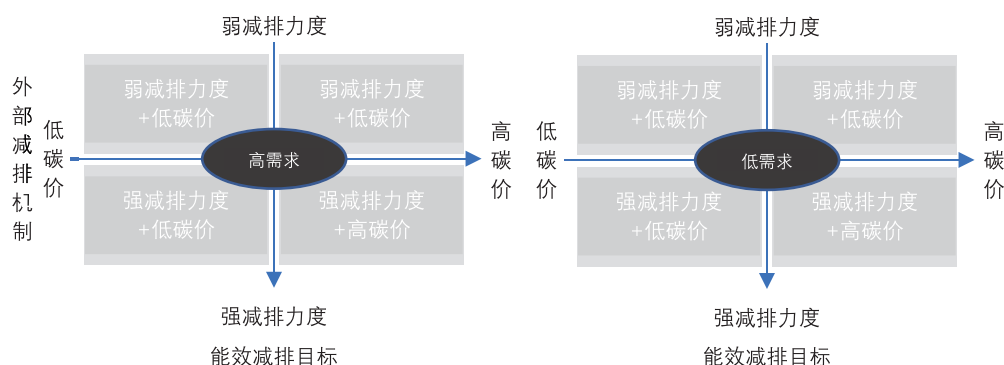 弱减排力度
弱减排力度
+低碳价
弱减排力度
+低碳价
外部减排机制
低碳价
高需求
高碳价
强减排力度
+低碳价
强减排力度
+高碳价
强减排力度
能效减排目标
弱减排力度
弱减排力度
+低碳价
弱减排力度
+低碳价
低碳价
低需求
高碳价
强减排力度
+低碳价
强减排力度
+高碳价
强减排力度
能效减排目标